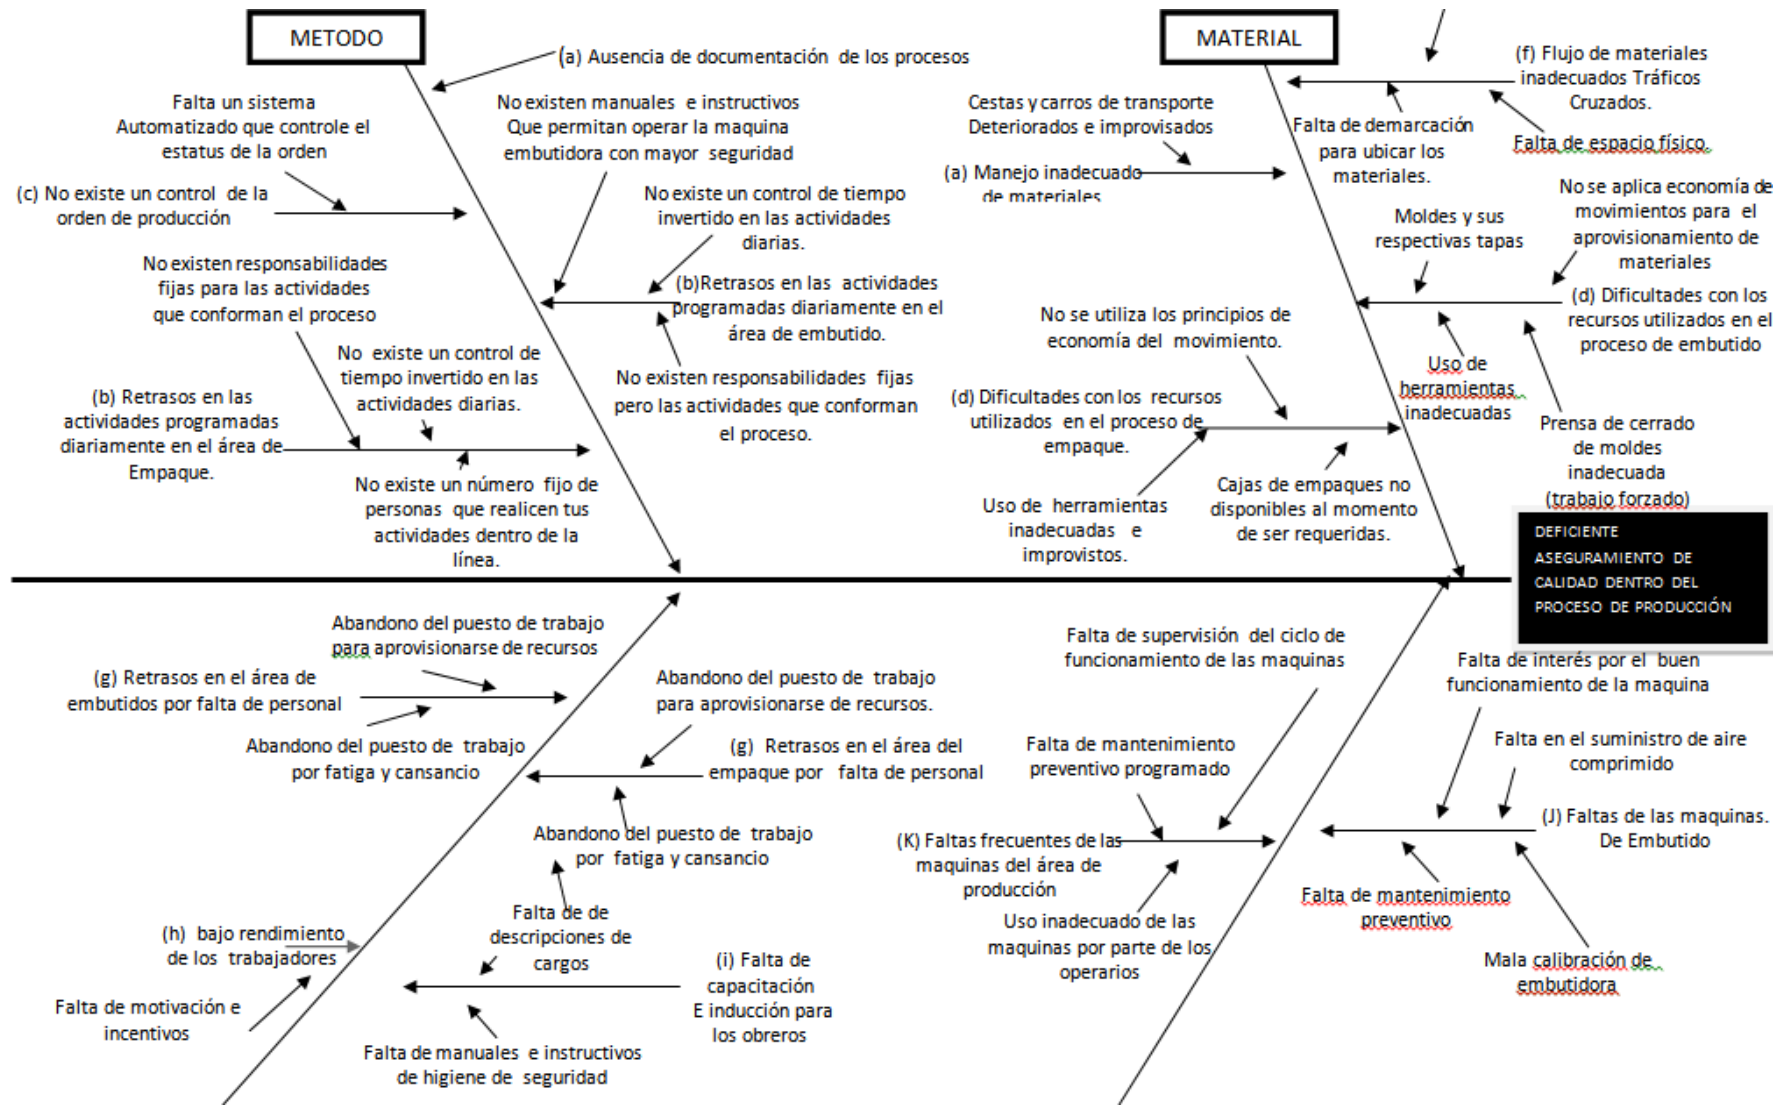 METODO
(a) Ausencia de documentación de los procesos
Falta un sistema
Automatizado que controle el
estatus de la orden
No existen manuales e instructivos
Que permitan operar la maquina
embutidora con mayor seguridad
(c) No existe un control de la
orden de producción
No existe un control de tiempo
invertido en las actividades
diarias.
No existen responsabilidades
fijas para las actividades
que conforman el proceso
(b)Retrasos en las actividades
programadas diariamente en el
área de embutido.
No existe un control de
tiempo invertido en las
actividades diarias.
No existen responsabilidades fijas
pero las actividades que conforman
el proceso.
(b) Retrasos en las
actividades programadas
diariamente en el área de
Empaque.
No existe un número fijo de
personas que realicen tus
actividades dentro de la
línea.
MATERIAL
(f) Flujo de materiales
inadecuados Tráficos
Cruzados.
Cestas y carros de transporte
Deteriorados e improvisados
Falta de demarcación
para ubicar los
materiales.
Falta de espacio físico.
(a) Manejo inadecuado
de materiales
No se aplica economía de
movimientos para el
aprovisionamiento de
materiales
Moldes y sus
respectivas tapas
(d) Dificultades con los
recursos utilizados en el
proceso de embutido
No se utiliza los principios de
economía del movimiento.
Uso de
herramientas
inadecuadas
(d) Dificultades con los recursos
utilizados en el proceso de
empaque.
Prensa de cerrado
de moldes
inadecuada
(trabajo forzado)
Uso de herramientas
inadecuadas e
improvistos.
Cajas de empaques no
disponibles al momento
de ser requeridas.
DEFICIENTE
ASEGURAMIENTO DE
CALIDAD DENTRO DEL
PROCESO DE PRODUCCIÓN
Abandono del puesto de trabajo
para aprovisionarse de recursos
(g) Retrasos en el área de
embutidos por falta de personal
Abandono del puesto de trabajo
para aprovisionarse de recursos.
Abandono del puesto de trabajo
por fatiga y cansancio
(g) Retrasos en el área del
empaque por falta de personal
Abandono del puesto de trabajo
por fatiga y cansancio
Falta de de
descripciones de
cargos
(h) bajo rendimiento
de los trabajadores
(i) Falta de
capacitación
E inducción para
los obreros
Falta de motivación e
incentivos
Falta de manuales e instructivos
de higiene de seguridad
Falta de supervisión del ciclo de
funcionamiento de las maquinas
Falta de interés por el buen
funcionamiento de la maquina
Falta de mantenimiento
preventivo programado
Falta en el suministro de aire
comprimido
(K) Faltas frecuentes de las
maquinas del área de
producción
(J) Faltas de las maquinas.
De Embutido
Falta de mantenimiento
preventivo
Uso inadecuado de las
maquinas por parte de los
operarios
Mala calibración de
embutidora